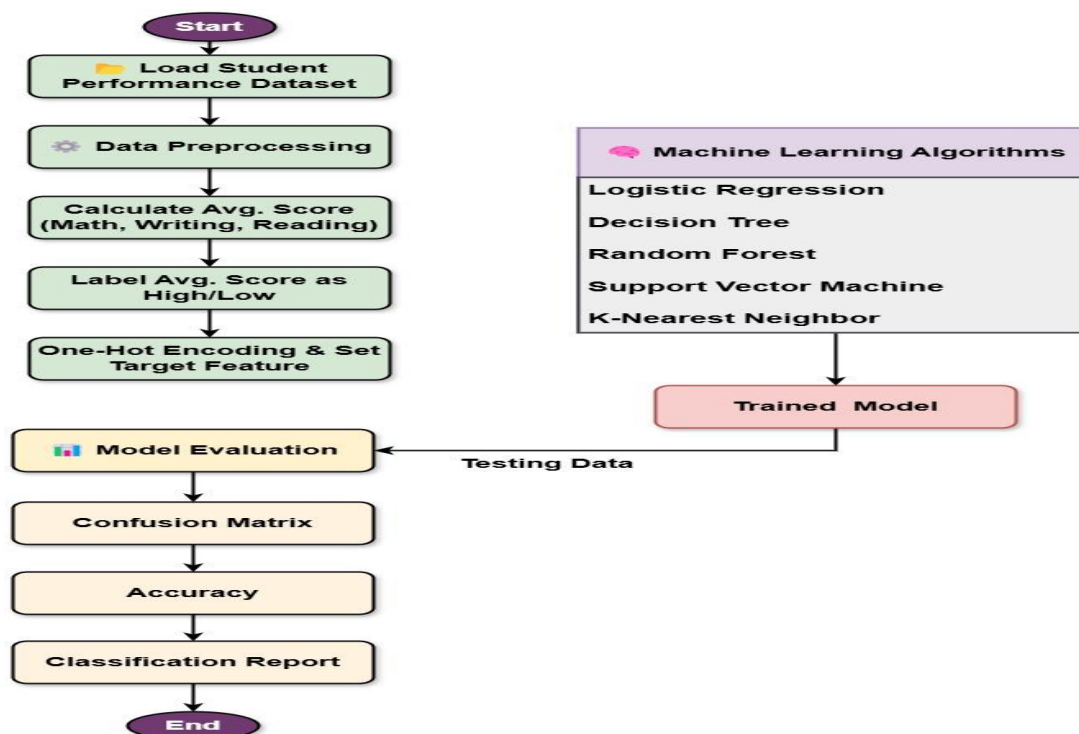 Start
Load Student
Performance Dataset
Data Preprocessing
Calculate Avg. Score
(Math, Writing, Reading)
Label Avg. Score as
High/Low
One-Hot Encoding & Set
Target Feature
Machine Learning Algorithms
Logistic Regression
Decision Tree
Random Forest
Support Vector Machine
K-Nearest Neighbor
Trained Model
Testing Data
Model Evaluation
Confusion Matrix
Accuracy
Classification Report
End